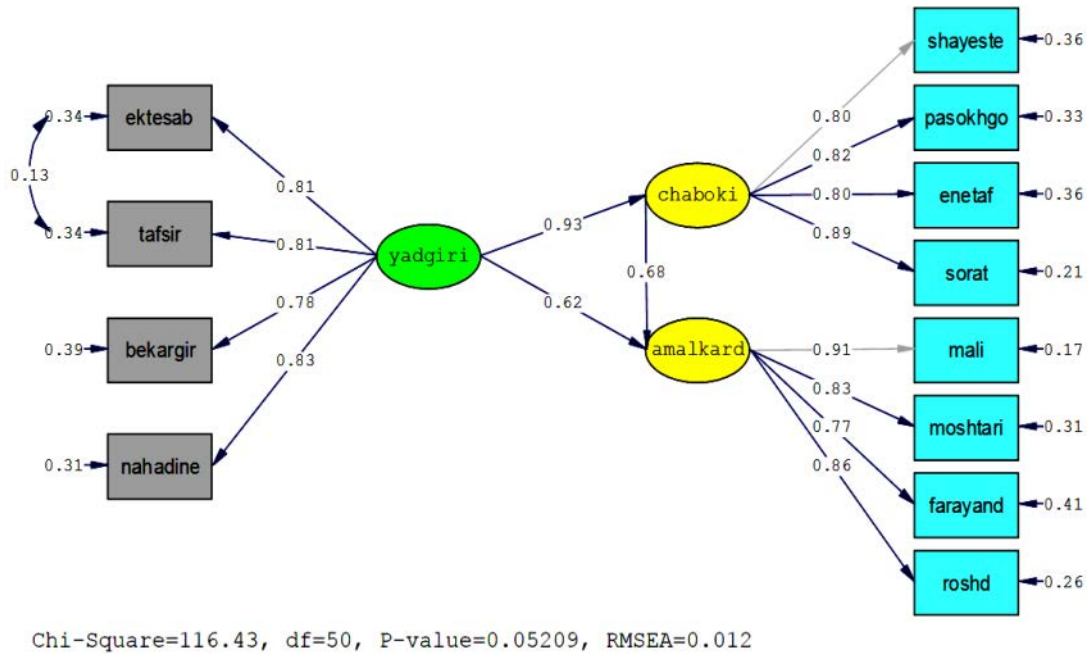 shayeste
0.36
ektesab
0.34
0.80
pasokhgo
0.33
0.82
0.13
0.81
chaboki
0.80
enetaf
0.36
tafsir
0.34
0.81
yadgiri
0.93
0.89
sorat
0.21
0.68
0.78
0.62
bekargir
0.39
amalkard
0.91
mali
0.17
0.83
0.83
moshtari
0.31
0.77
nahadine
0.31
0.86
farayand
0.41
roshd
0.26
Chi-Square=116.43, df=50, P-value=0.05209, RMSEA=0.012